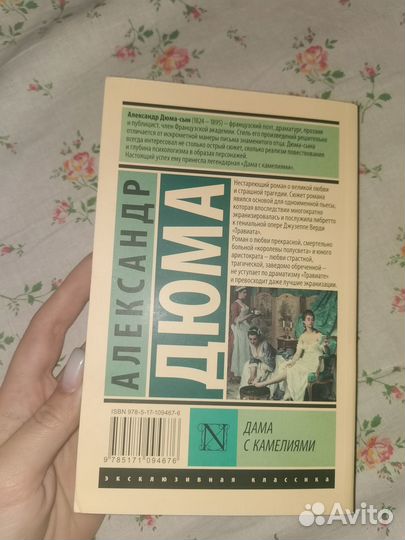 Александр Дюма-сын (1824 – 1895) – французский поэт, драматург, прозаик
и публицист, член Французской академии. Стиль его произведений решительно
отличается от искрометной манеры письма знаменитого отца. Дюма-сына
всегда интересовал не столько острый сюжет, сколько реализм повествования
и глубина психологизма в образах персонажей.
Настоящий успех ему принесла легендарная «Дама с камелиями».
АЛЕКСАНДР
ДЮМА
Нестареющий роман о великой любви
и страшной трагедии. Сюжет романа
явился основой для одноименной пьесы,
которая впоследствии многократно
экранизировалась и послужила либретто
к гениальной опере Джузеппе Верди
«Травиата».
Роман о любви прекрасной, смертельно
больной «королевы полусвета» и юного
аристократа – любви страстной,
трагической, заведомо обреченной –
не уступает по драматизму «Травиате»
и превосходит даже лучшие экранизации.
ISBN 978-5-17-109467-6
9 785171 094676
N
ДАМА
С КАМЕЛИЯМИ
эксклюзивная классика
Avito